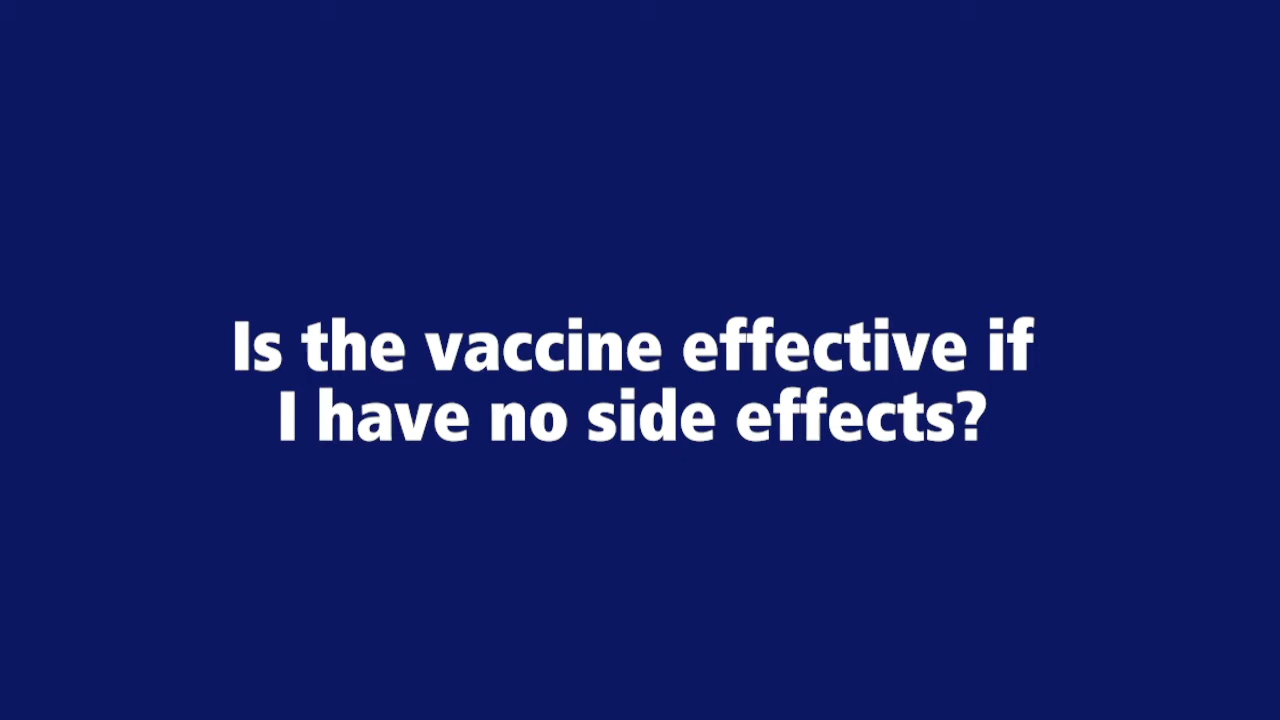 Is the vaccine effective if
I have no side effects?